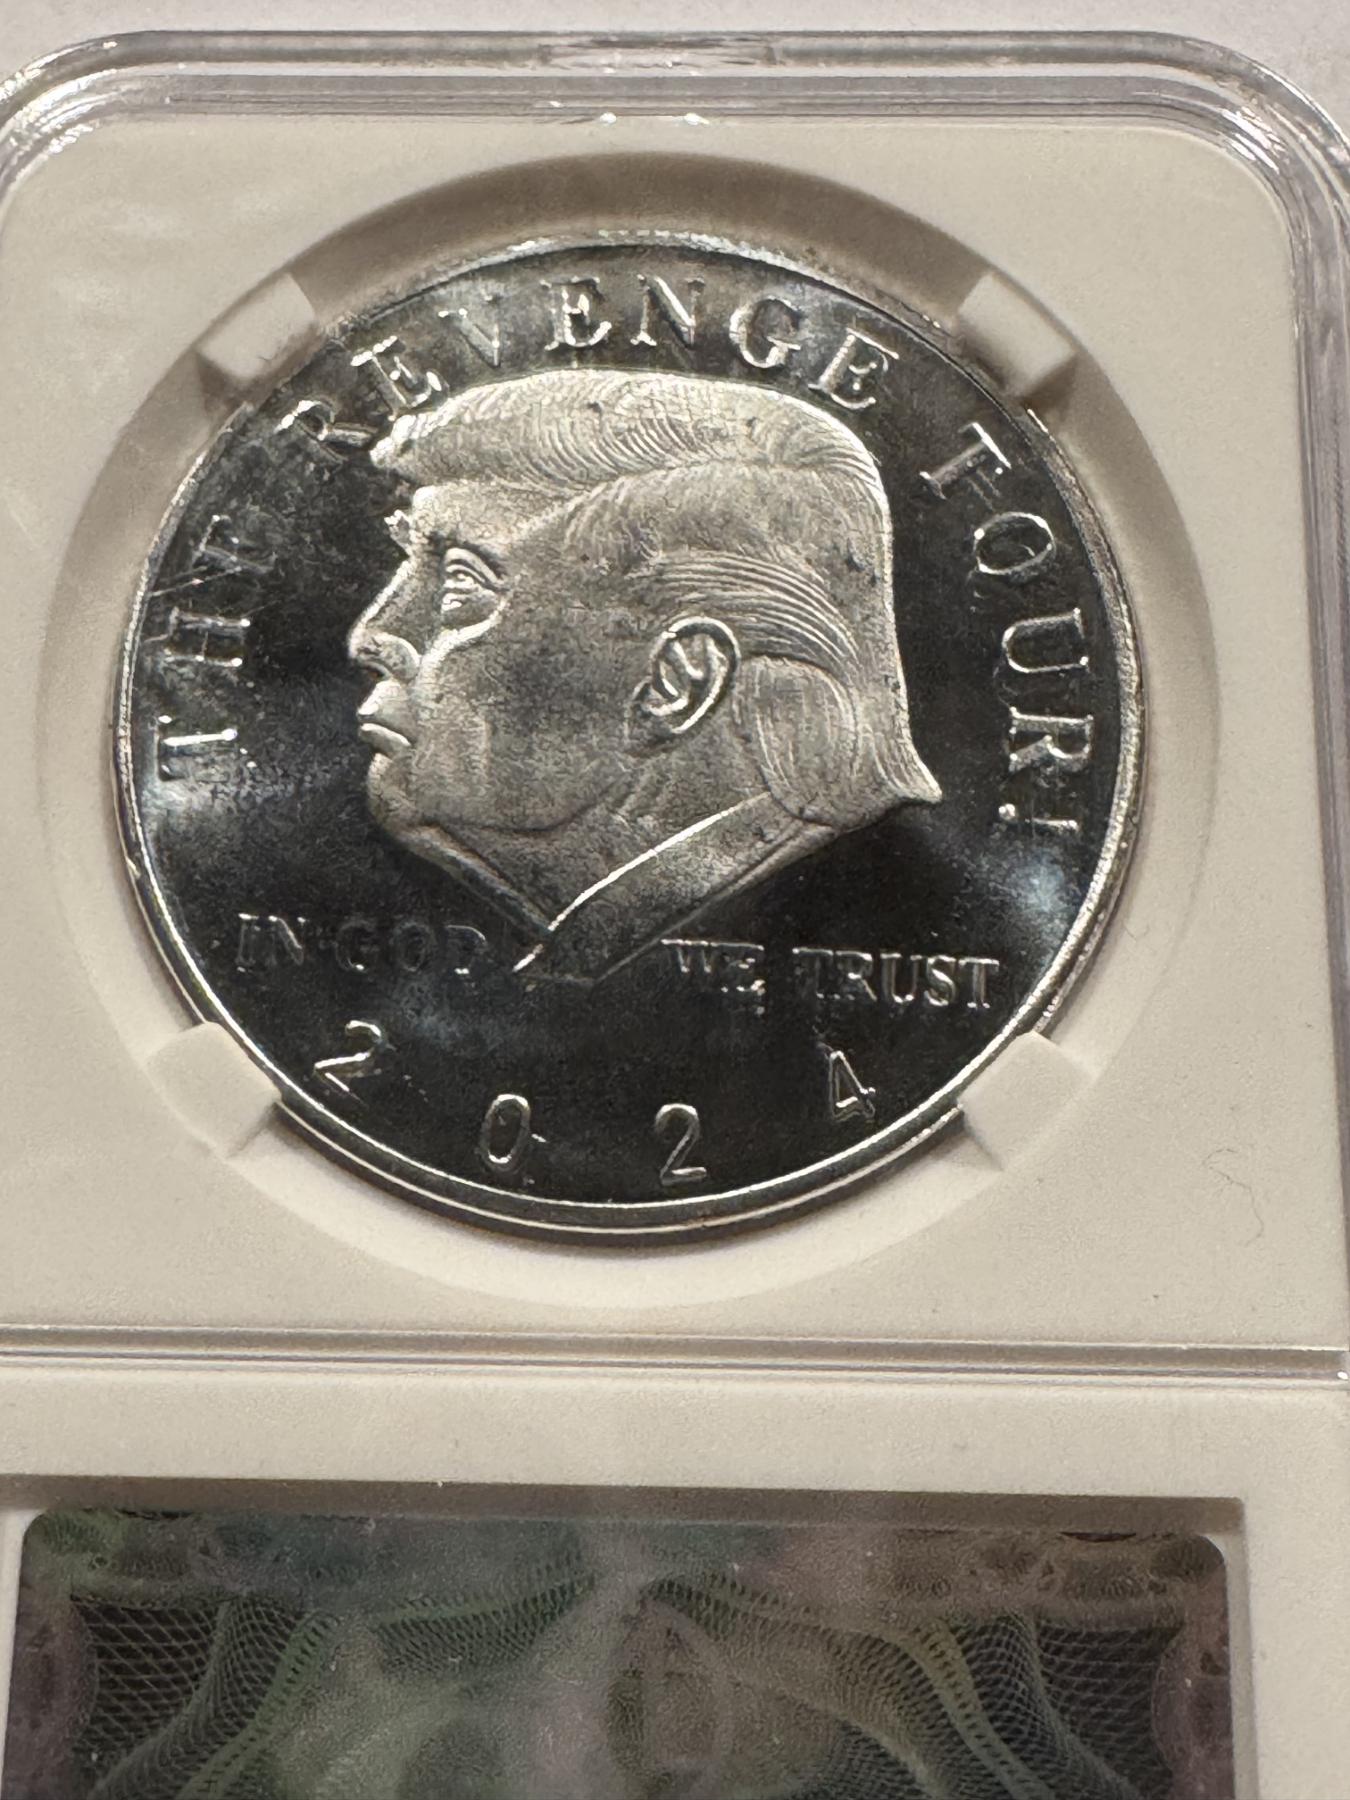 THE REVENGE TOUR!
IN GOD WE TRUST
2024